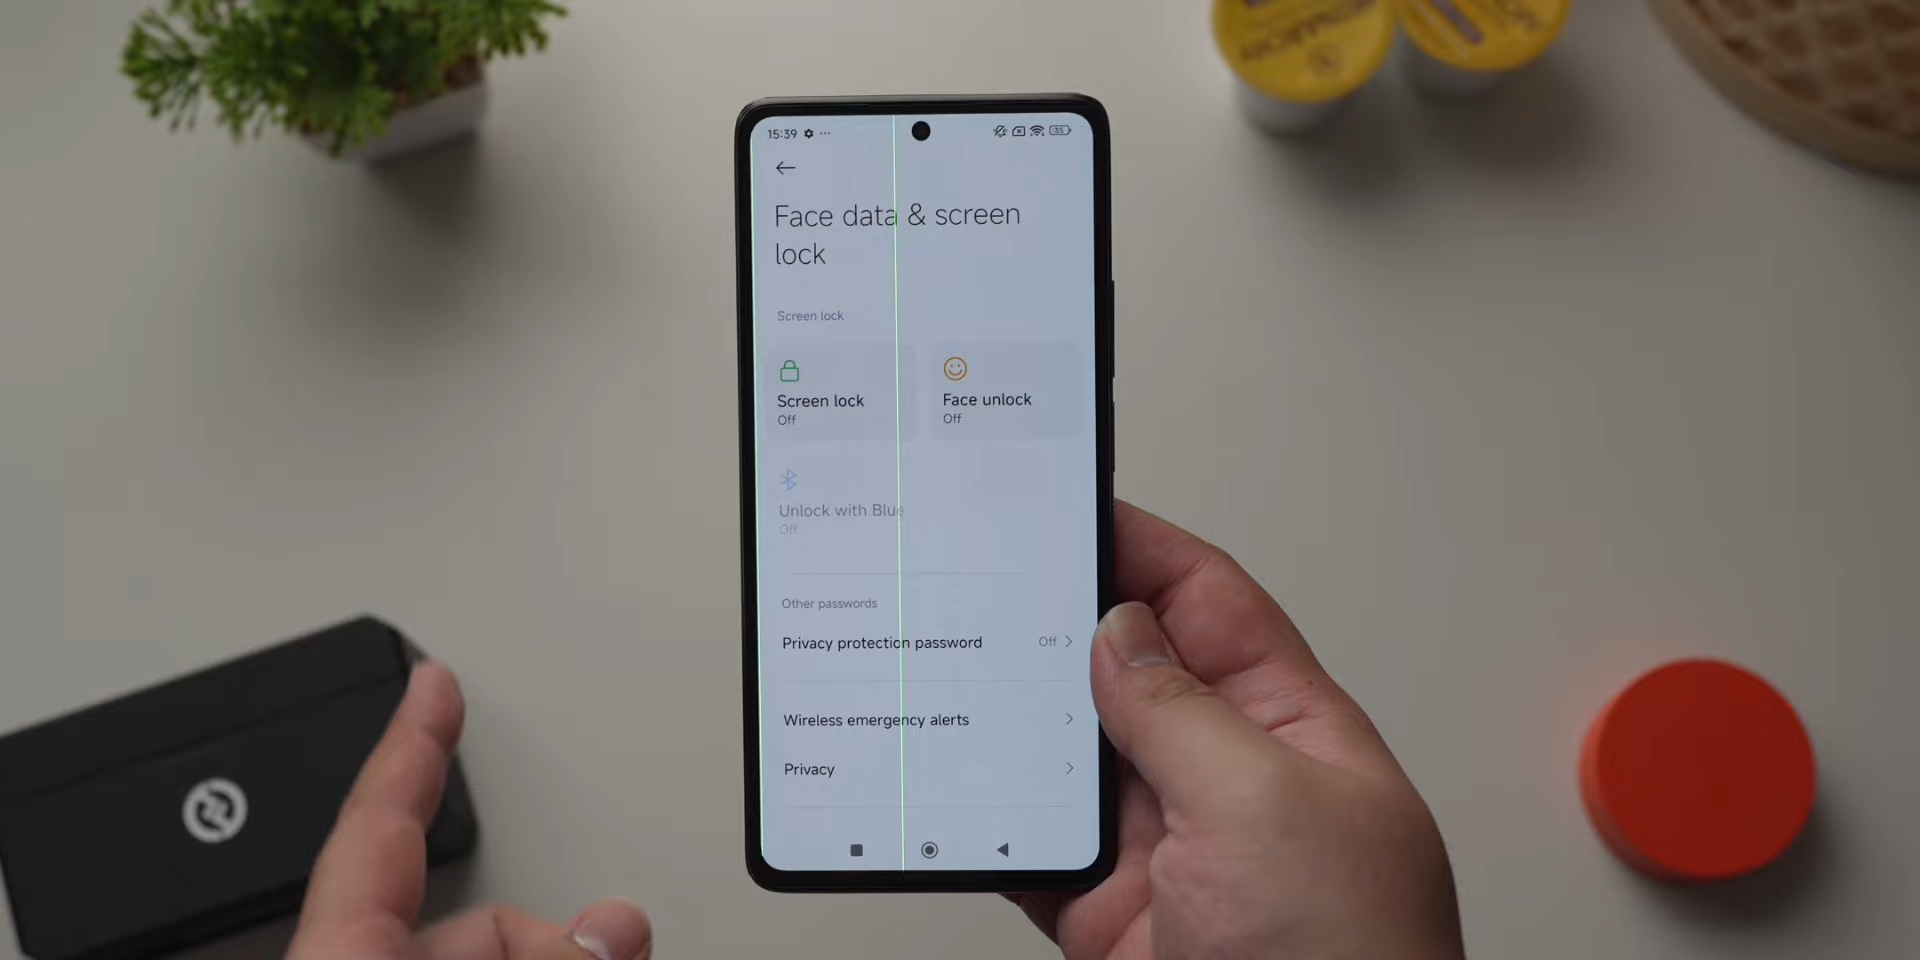 15:39
35
Face data & screen
lock
Screen lock
Screen lock
Off
Face unlock
Off
Unlock with Blue
Off
Other passwords
Privacy protection password
Off
Wireless emergency alerts
Privacy